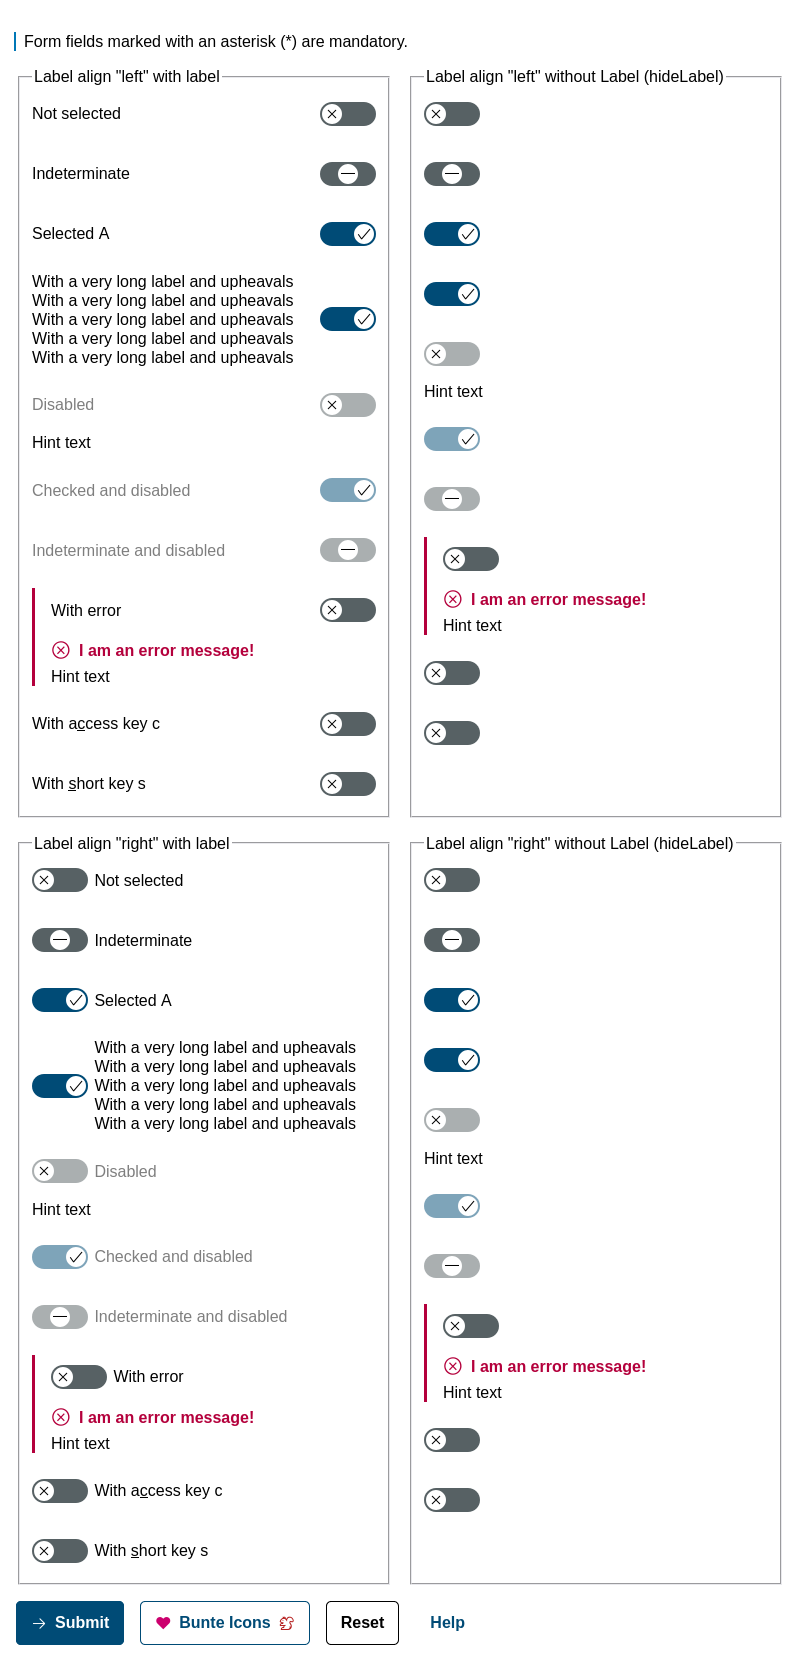 Form fields marked with an asterisk (*) are mandatory.
Label align "left" with label
Not selected
Indeterminate
Selected A
With a very long label and upheavals
With a very long label and upheavals
With a very long label and upheavals
With a very long label and upheavals
With a very long label and upheavals
Disabled
Hint text
Checked and disabled
Indeterminate and disabled
With error
I am an error message!
Hint text
With access key c
With short key s
Label align "left" without Label (hideLabel)
Hint text
I am an error message!
Hint text
Label align "right" with label
Not selected
Indeterminate
Selected A
With a very long label and upheavals
With a very long label and upheavals
With a very long label and upheavals
With a very long label and upheavals
With a very long label and upheavals
Disabled
Hint text
Checked and disabled
Indeterminate and disabled
With error
I am an error message!
Hint text
With access key c
With short key s
Label align "right" without Label (hideLabel)
Hint text
I am an error message!
Hint text
Submit
Bunte Icons
Reset
Help